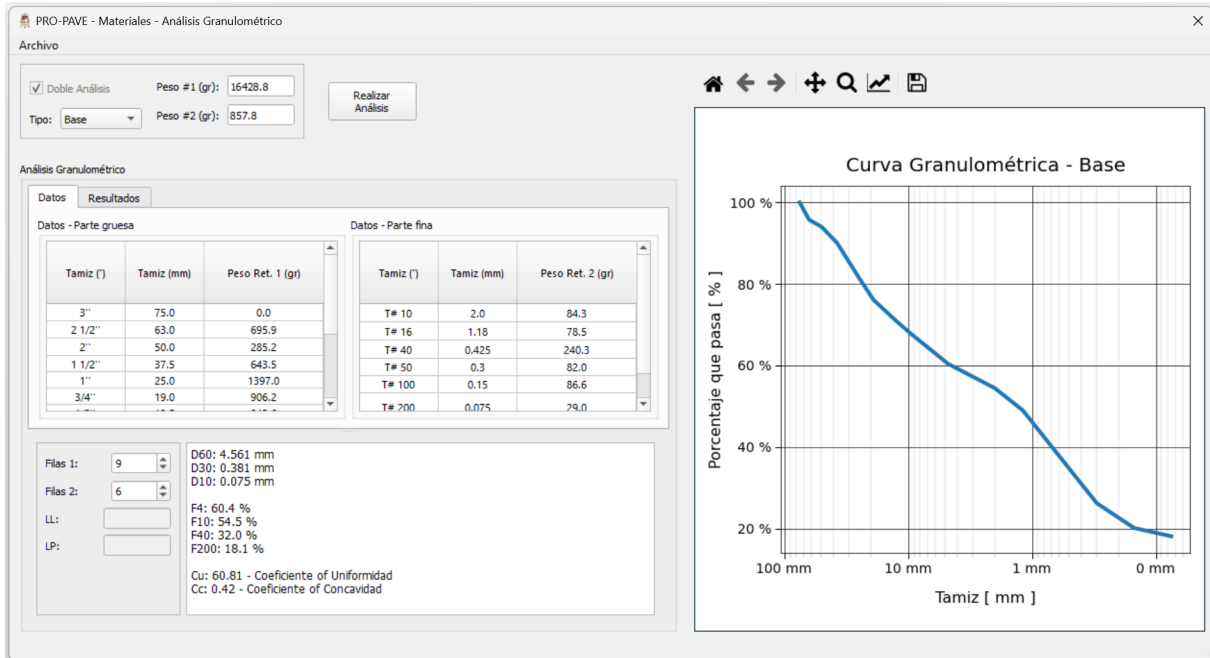 PRO-PAVE - Materiales - Análisis Granulométrico
Archivo
Doble Análisis
Peso #1 (gr): 16428.8
Tipo: Base
Peso #2 (gr): 857.8
Realizar
Análisis
Análisis Granulométrico
Datos Resultados
Datos - Parte gruesa
Tamiz (") Tamiz (mm) Peso Ret. 1 (gr)
3'' 75.0 0.0
2 1/2'' 63.0 695.9
2'' 50.0 285.2
1 1/2'' 37.5 643.5
1'' 25.0 1397.0
3/4'' 19.0 906.2
Datos - Parte fina
Tamiz (") Tamiz (mm) Peso Ret. 2 (gr)
T# 10 2.0 84.3
T# 16 1.18 78.5
T# 40 0.425 240.3
T# 50 0.3 82.0
T# 100 0.15 86.6
T# 200 0.075 29.0
Filas 1: 9
Filas 2: 6
LL:
LP:
D60: 4.561 mm
D30: 0.381 mm
D10: 0.075 mm
F4: 60.4 %
F10: 54.5 %
F40: 32.0 %
F200: 18.1 %
Cu: 60.81 - Coeficiente of Uniformidad
Cc: 0.42 - Coeficiente of Concavidad
Curva Granulométrica - Base
Porcentaje que pasa [ % ]
100 %
80 %
60 %
40 %
20 %
100 mm 10 mm 1 mm 0 mm
Tamiz [ mm ]